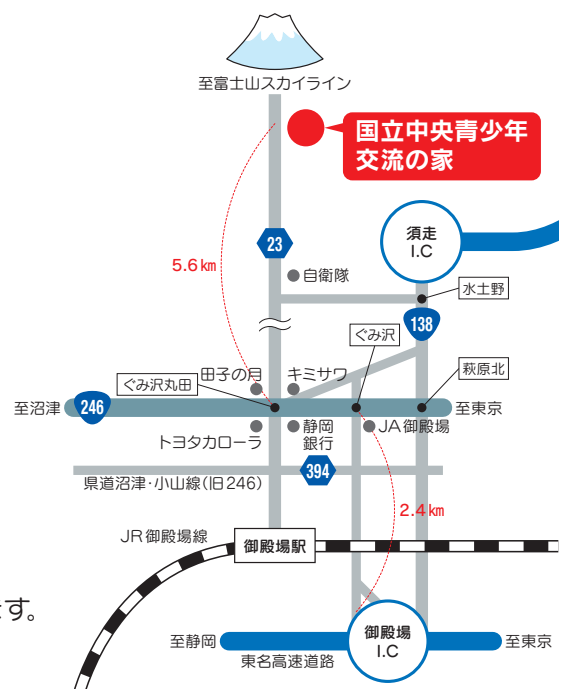 至富士山スカイライン
国立中央青少年
交流の家
須走
I.C
23
5.6km
自衛隊
水土野
138
ぐみ沢
田子の月
キミサワ
萩原北
ぐみ沢丸田
至沼津
246
至東京
トヨタカローラ
静岡
銀行
JA御殿場
394
県道沼津・小山線(旧246)
2.4km
JR御殿場線
御殿場駅
す。
御殿場
I.C
至静岡
至東京
東名高速道路